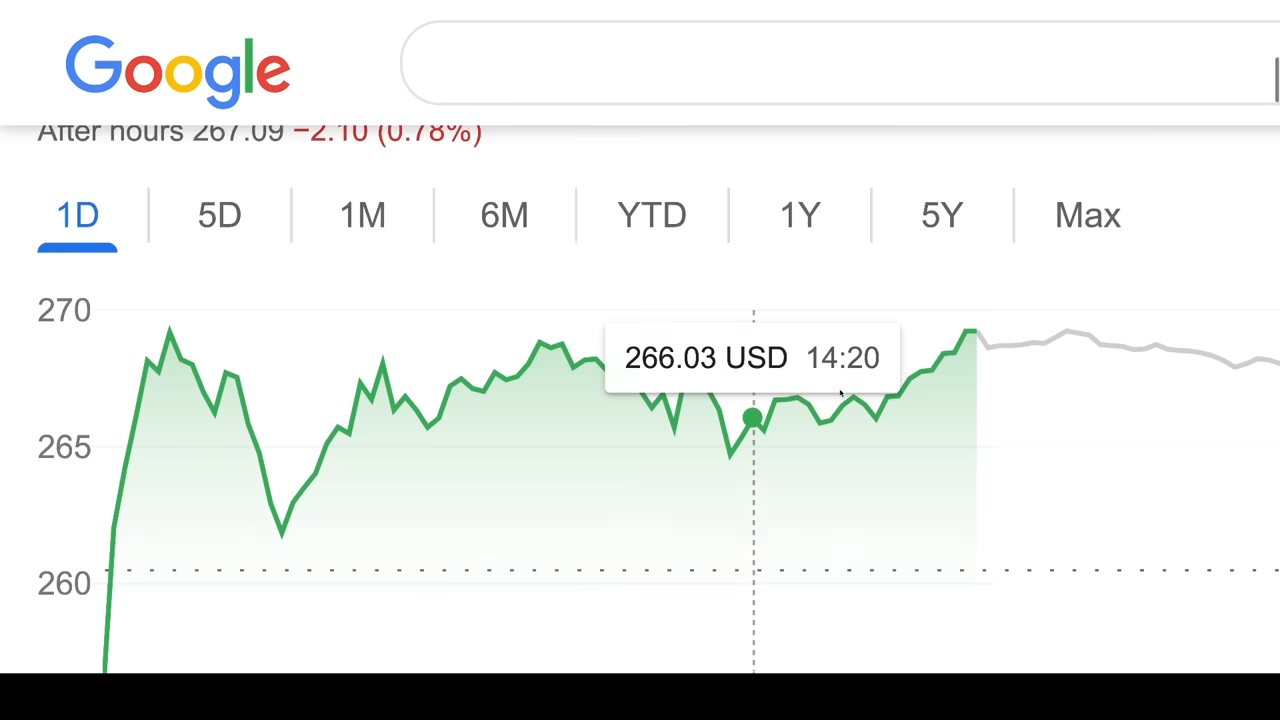 Google
After hours 267.09 −2.10 (0.78%)
1D 5D 1M 6M YTD 1Y 5Y Max
270
266.03 USD 14:20
265
260